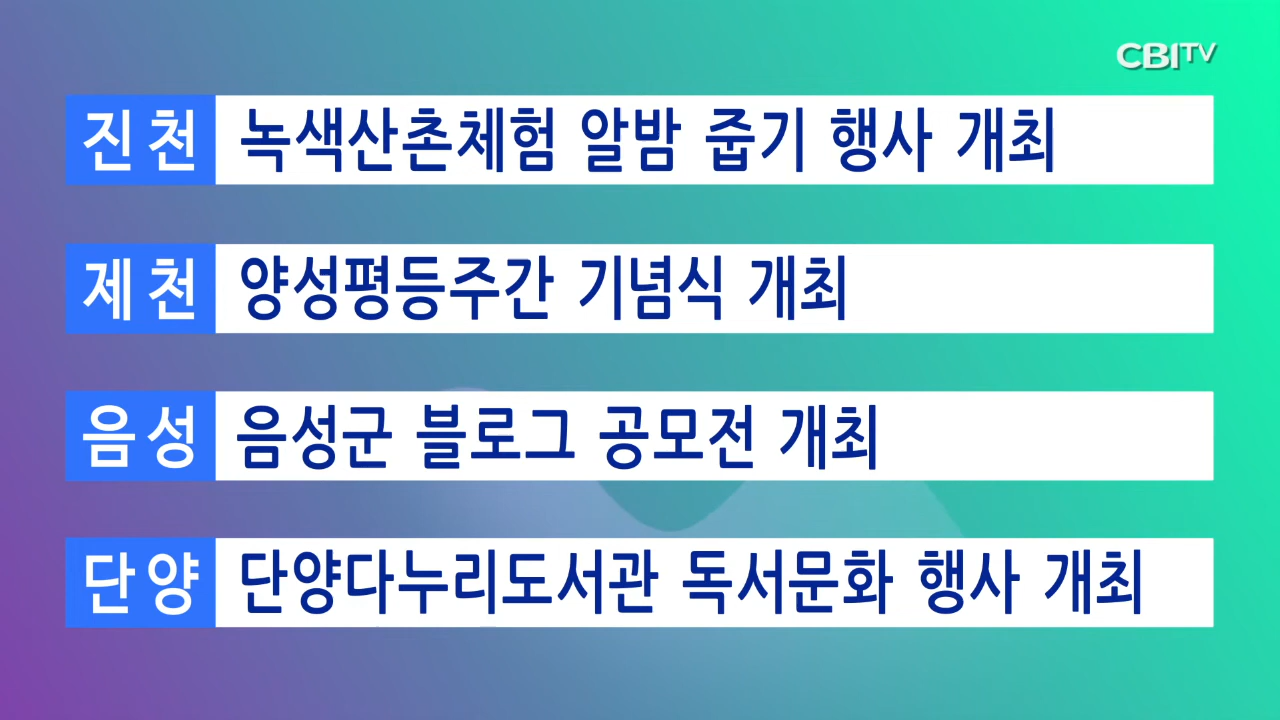 CBITV
진천 녹색산촌체험 알밤 줍기 행사 개최
제천 양성평등주간 기념식 개최
음성 음성군 블로그 공모전 개최
단양 단양다누리도서관 독서문화 행사 개최